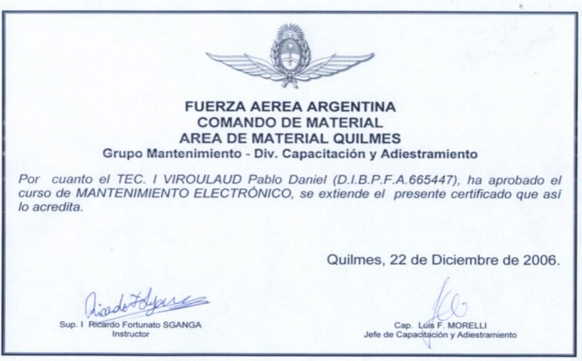 FUERZA AEREA ARGENTINA
COMANDO DE MATERIAL
AREA DE MATERIAL QUILMES
Grupo Mantenimiento - Div. Capacitación y Adiestramiento
Por cuanto el TEC. I VIROULAUD Pablo Daniel (D.I.B.P.F.A.665447), ha aprobado el
curso de MANTENIMIENTO ELECTRÓNICO, se extiende el presente certificado que así
lo acredita.
Quilmes, 22 de Diciembre de 2006.
Sup. I Ricardo Fortunato SGANGA
Instructor
Cap. Luis F. MORELLI
Jefe de Capacitación y Adiestramiento